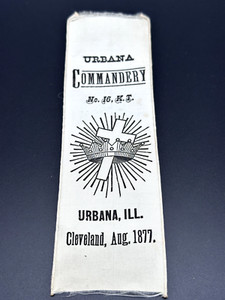 URBANA
COMMANDERY
No. 16, K.T.
URBANA, ILL.
Cleveland, Aug. 1877.